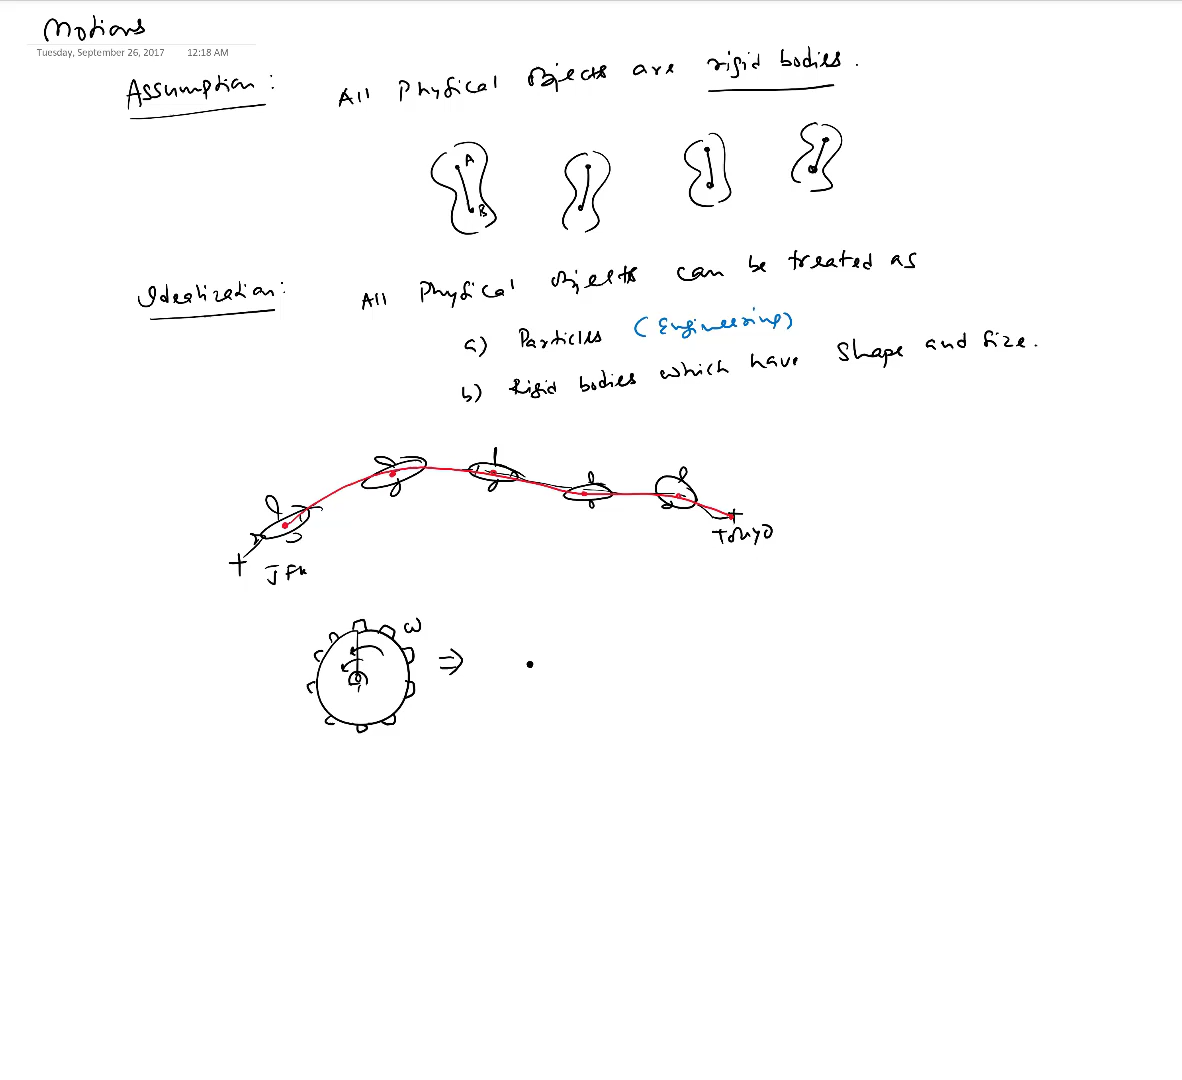 Motions
Tuesday, September 26, 2017 12:18 AM
Assumption: All Physical Objects are rigid bodies.
A
B
Idealization: All Physical Objects can be treated as
a) Particles (Engineering)
b) Rigid bodies which have Shape and Size.
JFK
Tokyo
ω
⇒